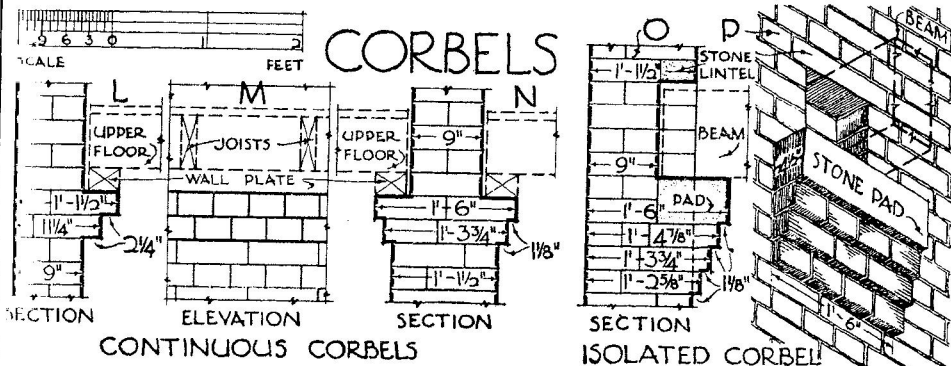 9 6 3 0 1 2
SCALE FEET
CORBELS
L M N O P
BEAM
STONE LINTEL
1'-1½"
UPPER FLOOR
JOISTS
UPPER FLOOR
9"
BEAM
WALL PLATE
9"
STONE PAD
PAD
1'-1½"
1'-6"
1'-6"
11¼"
2¼"
1'-3¾"
1⅛"
1'-4⅞"
1'-3¾"
9"
1'-1½"
1'-2⅝"
1⅛"
1'-6"
SECTION
ELEVATION
SECTION
SECTION
CONTINUOUS CORBELS
ISOLATED CORBEL